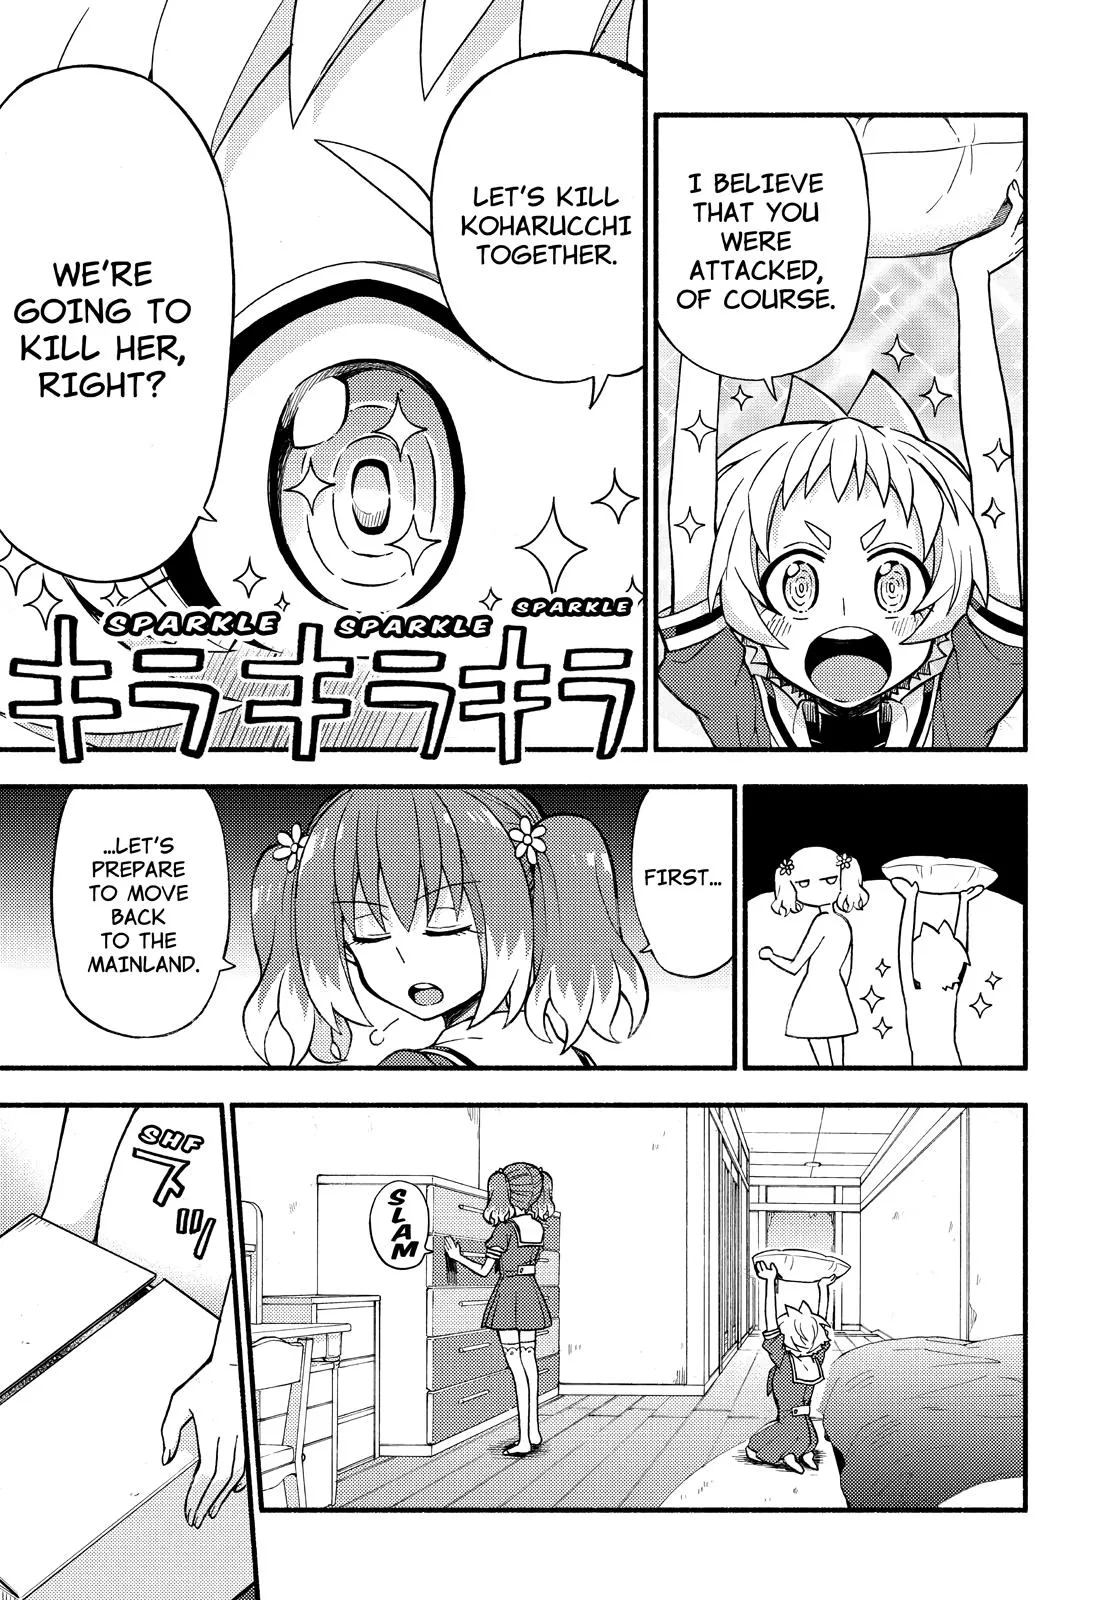 I BELIEVE
THAT YOU
WERE
ATTACKED,
OF COURSE.
LET'S KILL
KOHARUCCHI
TOGETHER.
WE'RE
GOING TO
KILL HER,
RIGHT?
SPARKLE
SPARKLE
SPARKLE
キラキラキラ
FIRST...
...LET'S
PREPARE
TO MOVE
BACK
TO THE
MAINLAND.
SLAM
SHF
スッ